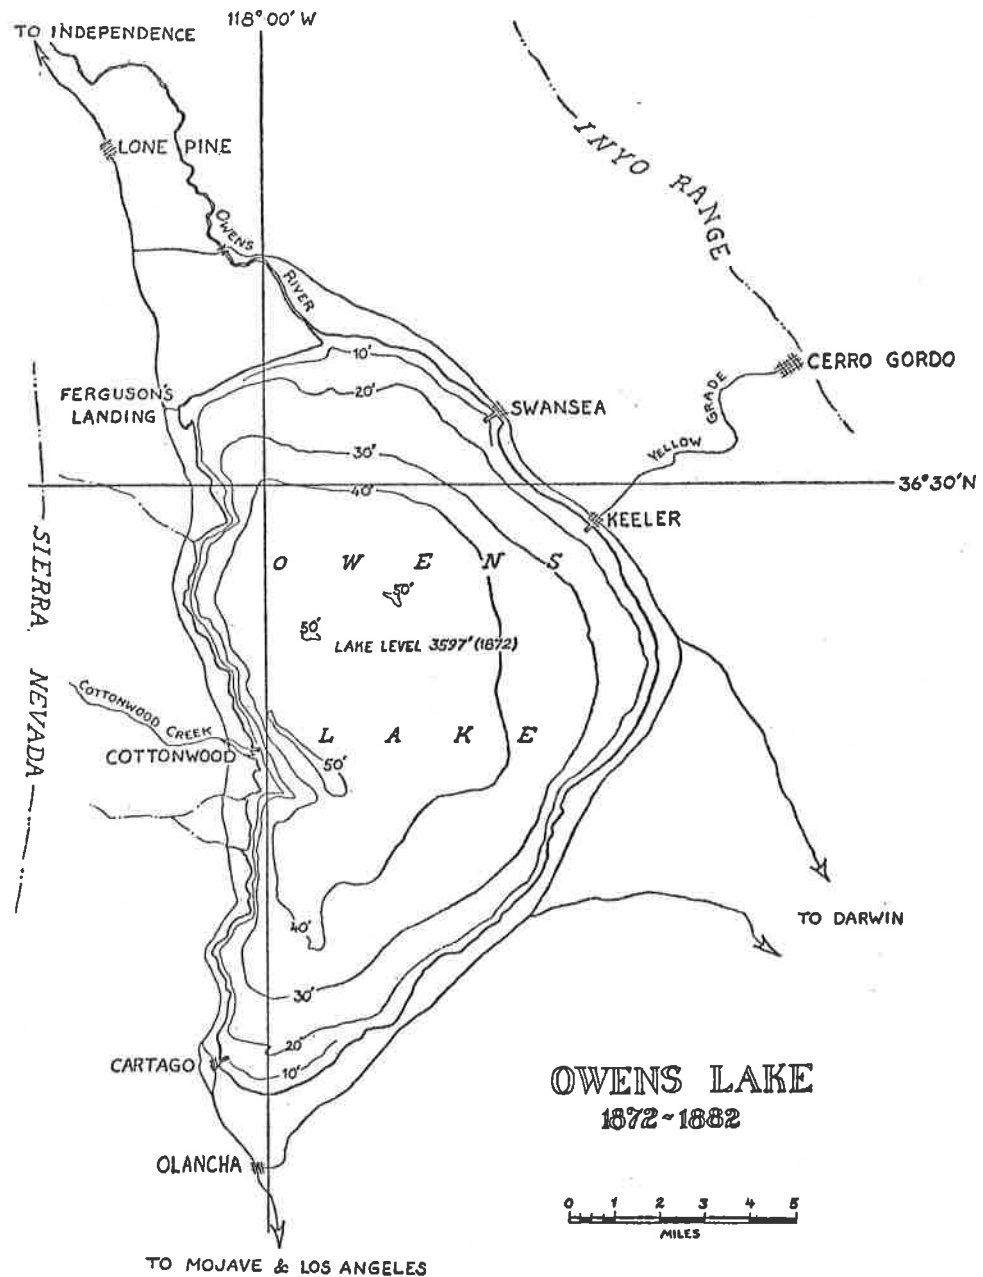 118°00' W
TO INDEPENDENCE
LONE PINE
INYO RANGE
OWENS
RIVER
CERRO GORDO
10'
20'
FERGUSON'S
LANDING
SWANSEA
YELLOW GRADE
30'
40'
36°30'N
KEELER
SIERRA NEVADA
OWENS
50'
50'
LAKE LEVEL 3597' (1872)
COTTONWOOD CREEK
LAKE
COTTONWOOD
50'
TO DARWIN
40'
30'
20'
10'
CARTAGO
OWENS LAKE
1872~1882
OLANCHA
0 1 2 3 4 5
MILES
TO MOJAVE & LOS ANGELES